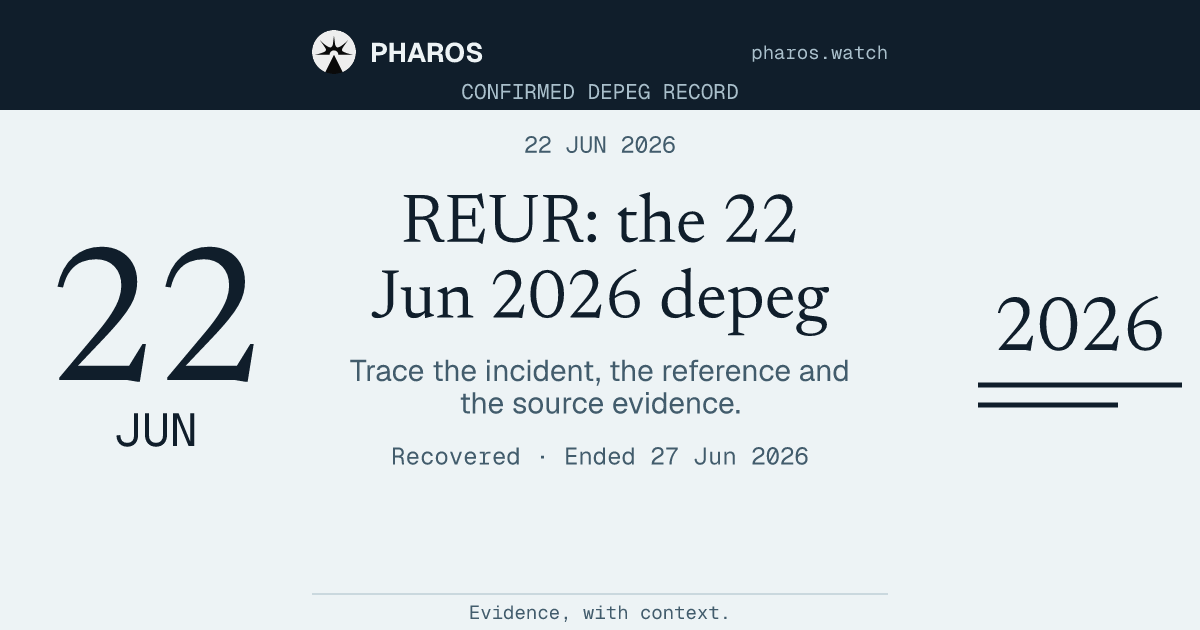 PHAROS
pharos.watch
CONFIRMED DEPEG RECORD
22 JUN 2026
REUR: the 22
Jun 2026 depeg
Trace the incident, the reference and
the source evidence.
Recovered · Ended 27 Jun 2026
22
JUN
2026
Evidence, with context.